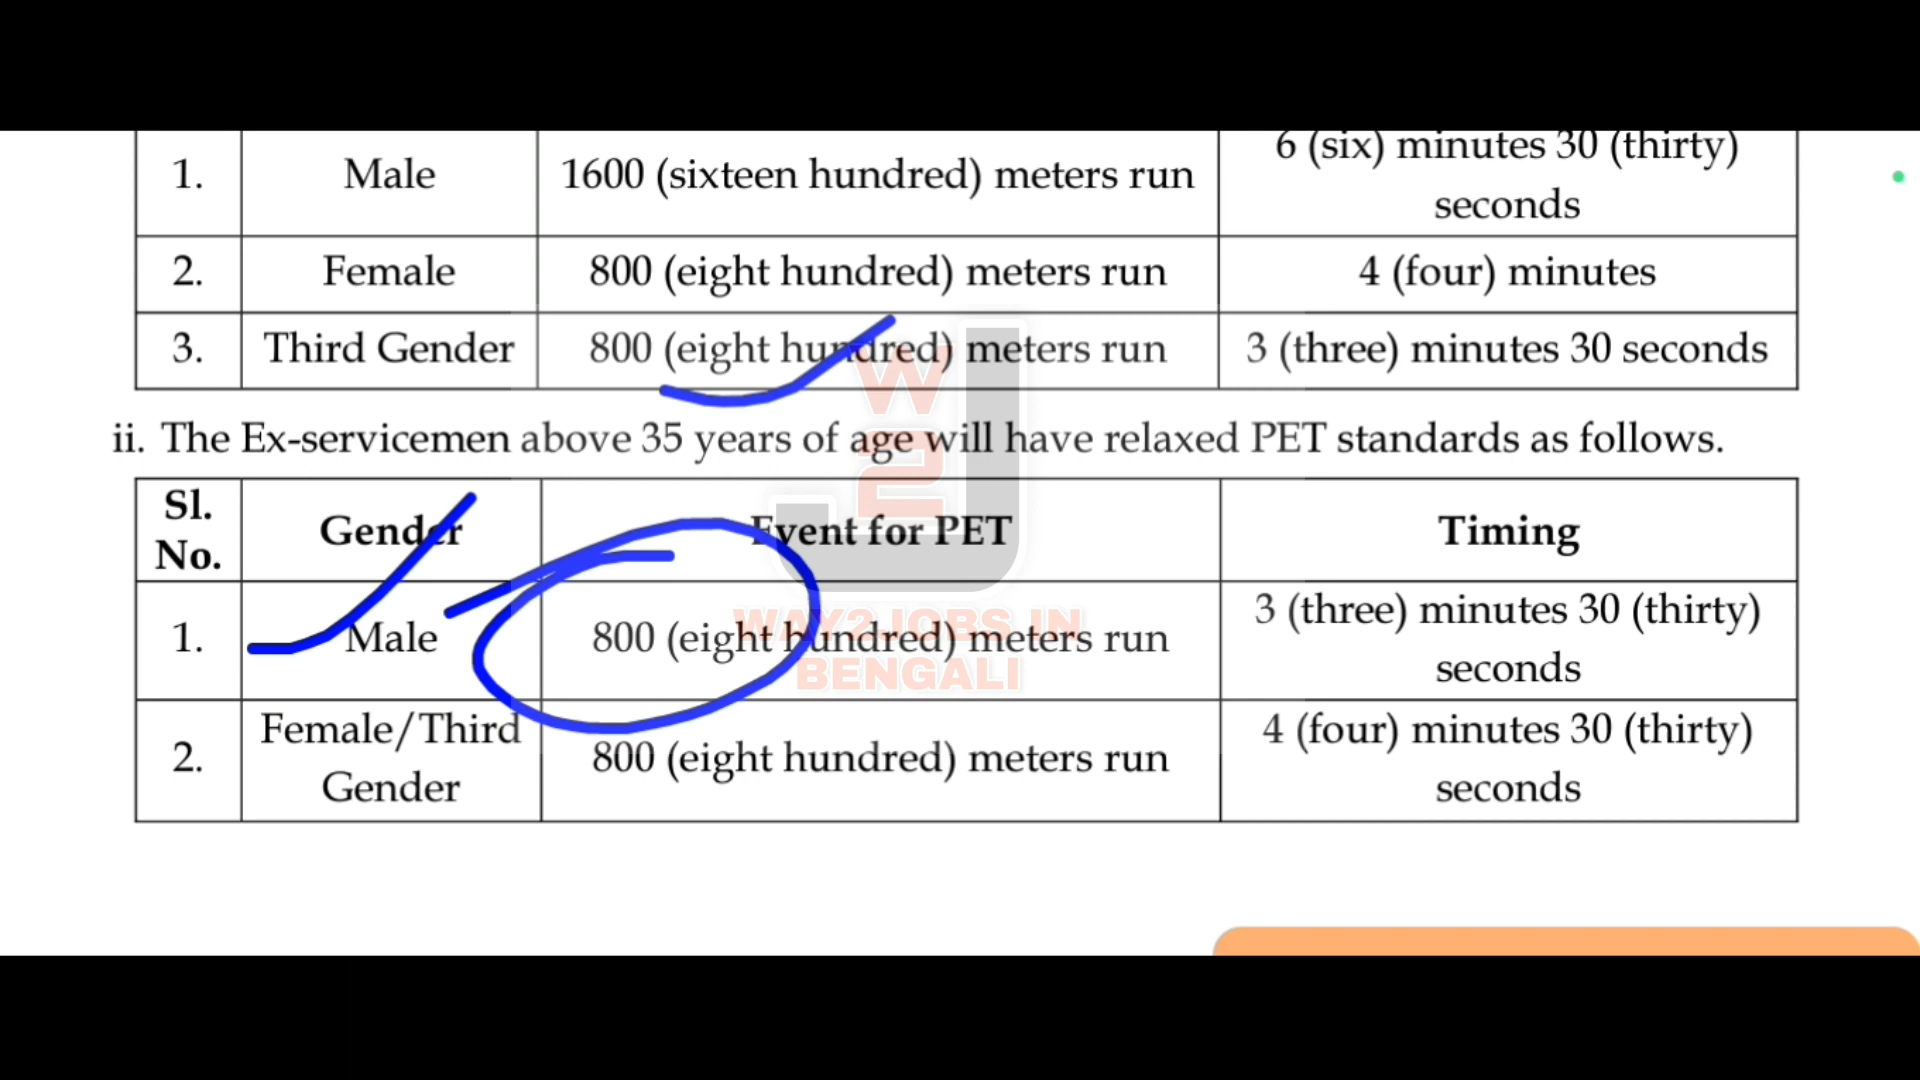 1. Male 1600 (sixteen hundred) meters run 6 (six) minutes 30 (thirty) seconds
2. Female 800 (eight hundred) meters run 4 (four) minutes
3. Third Gender 800 (eight hundred) meters run 3 (three) minutes 30 seconds
ii. The Ex-servicemen above 35 years of age will have relaxed PET standards as follows.
Sl. No. Gender Event for PET Timing
1. Male 800 (eight hundred) meters run 3 (three) minutes 30 (thirty) seconds
2. Female/Third Gender 800 (eight hundred) meters run 4 (four) minutes 30 (thirty) seconds
W2J
WAY2JOBS IN
BENGALI